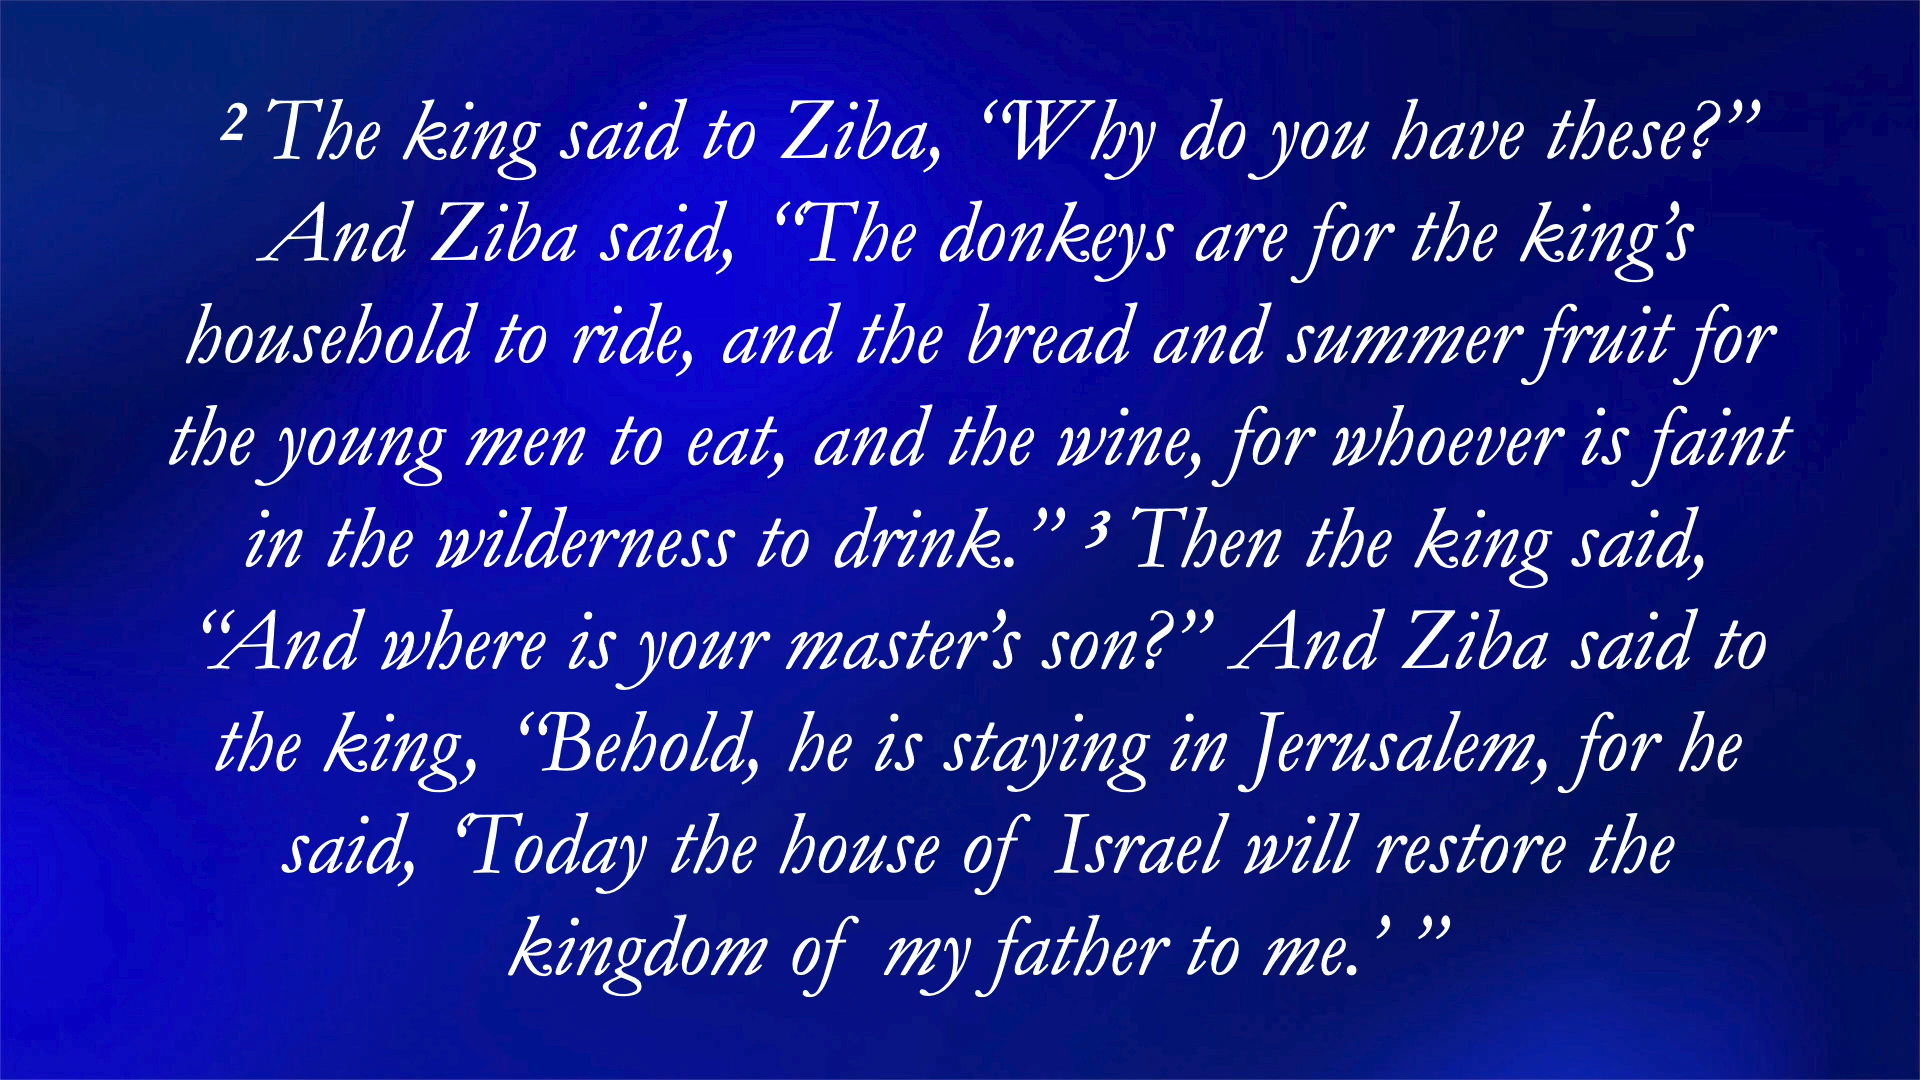 ² The king said to Ziba, “Why do you have these?”
And Ziba said, “The donkeys are for the king’s
household to ride, and the bread and summer fruit for
the young men to eat, and the wine, for whoever is faint
in the wilderness to drink.” ³ Then the king said,
“And where is your master’s son?” And Ziba said to
the king, “Behold, he is staying in Jerusalem, for he
said, ‘Today the house of Israel will restore the
kingdom of my father to me.’ ”